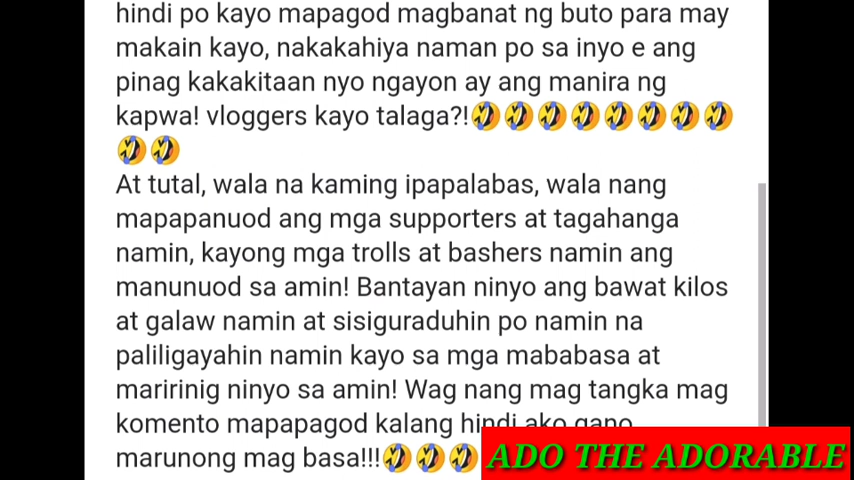 hindi po kayo mapagod magbanat ng buto para may
makain kayo, nakakahiya naman po sa inyo e ang
pinag kakakitaan nyo ngayon ay ang manira ng
kapwa! vloggers kayo talaga?!🤣🤣🤣🤣🤣🤣🤣🤣
🤣🤣
At tutal, wala na kaming ipapalabas, wala nang
mapapanuod ang mga supporters at tagahanga
namin, kayong mga trolls at bashers namin ang
manunuod sa amin! Bantayan ninyo ang bawat kilos
at galaw namin at sisiguraduhin po namin na
paliligayahin namin kayo sa mga mababasa at
maririnig ninyo sa amin! Wag nang mag tangka mag
komento mapapagod kalang hindi ako gano
marunong mag basa!!!🤣🤣🤣
ADO THE ADORABLE